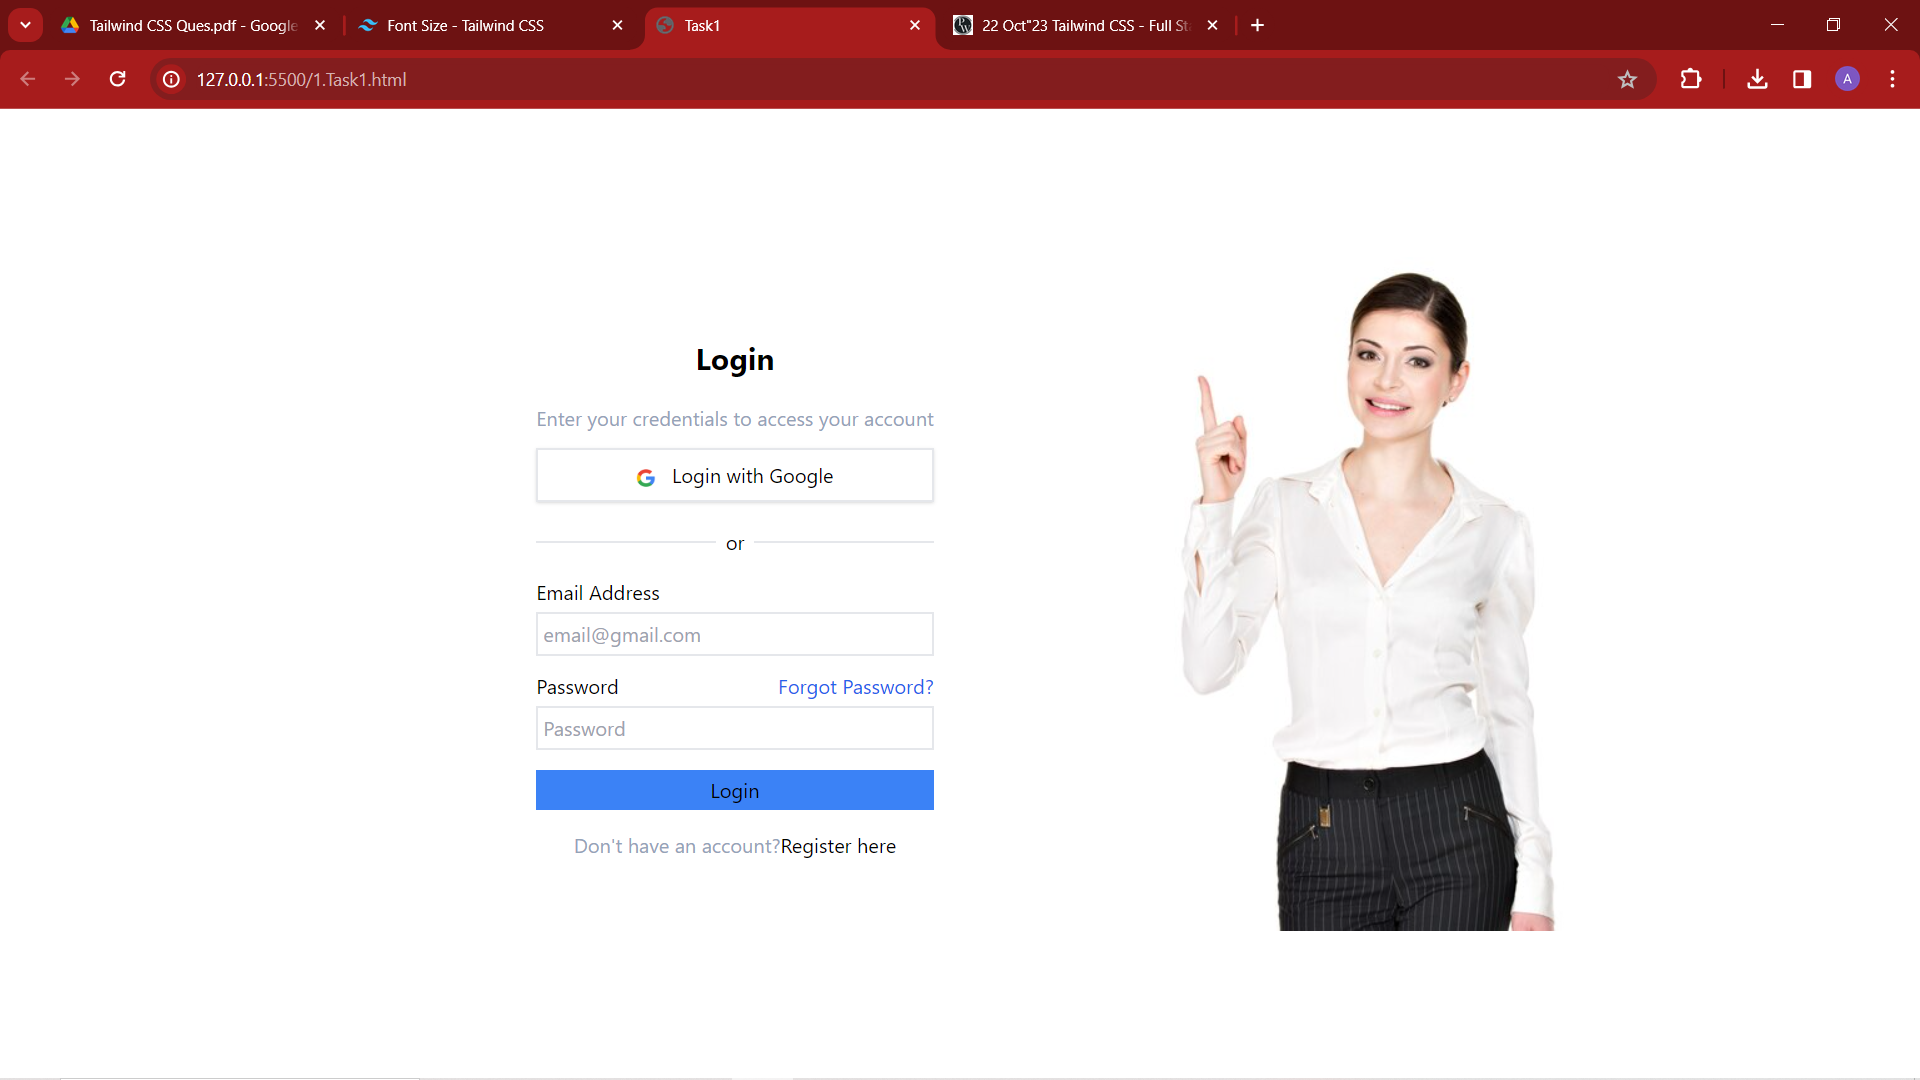 Tailwind CSS Ques.pdf - Google
Font Size - Tailwind CSS
Task1
22 Oct"23 Tailwind CSS - Full St
127.0.0.1:5500/1.Task1.html
A
Login
Enter your credentials to access your account
Login with Google
or
Email Address
email@gmail.com
Password Forgot Password?
Password
Login
Don't have an account?Register here